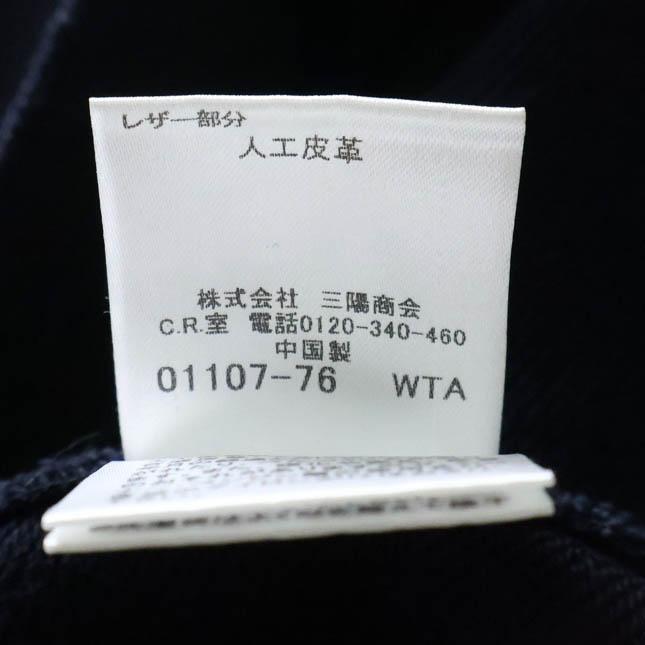 レザー部分
人工皮革
株式会社 三陽商会
C.R.室 電話0120-340-460
中国製
01107-76 WTA